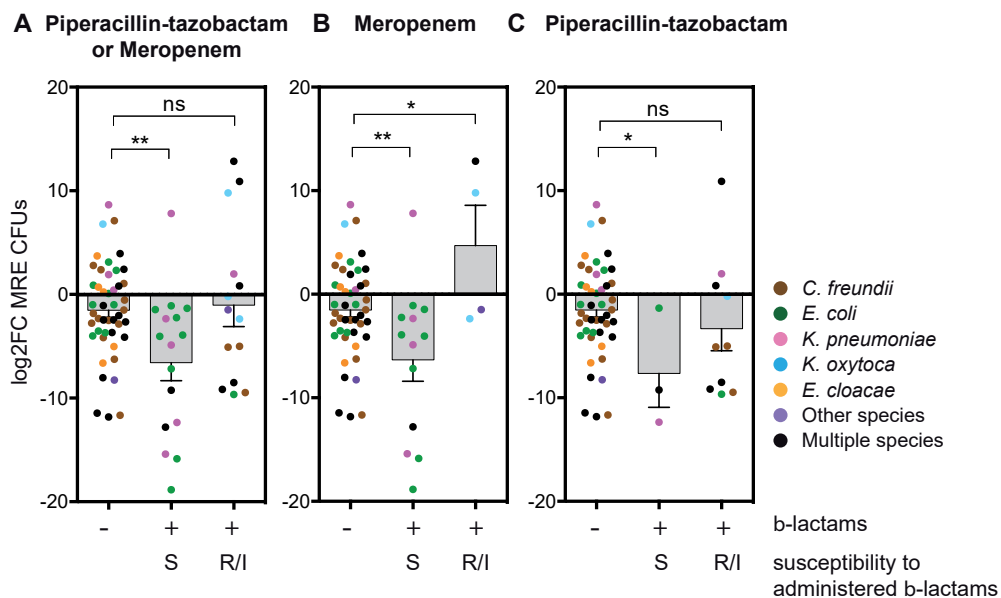 A Piperacillin-tazobactam
or Meropenem
B Meropenem
C Piperacillin-tazobactam
log2FC MRE CFUs
20
10
0
-10
-20
ns
**
- + +
S R/I
20
10
0
-10
-20
*
**
- + +
S R/I
20
10
0
-10
-20
ns
*
- + +
S R/I
C. freundii
E. coli
K. pneumoniae
K. oxytoca
E. cloacae
Other species
Multiple species
b-lactams
susceptibility to
administered b-lactams